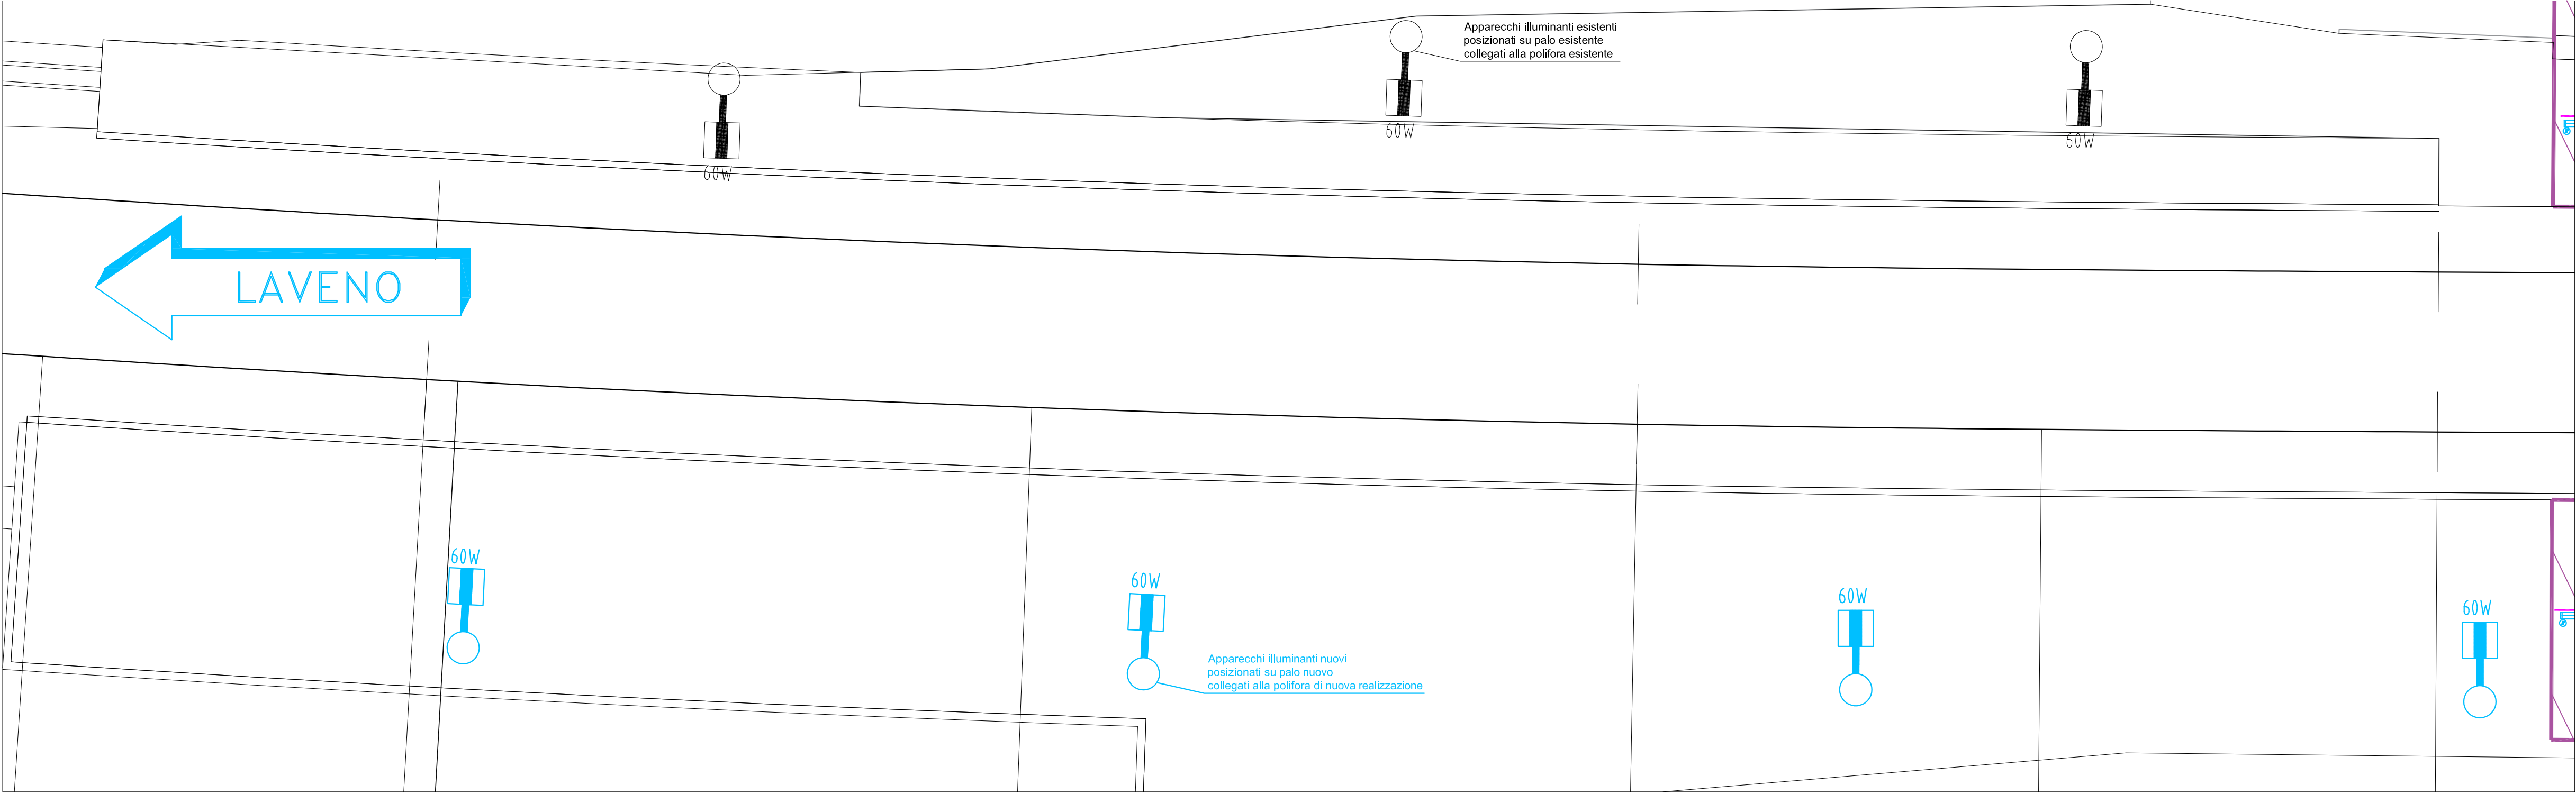 Apparecchi illuminanti esistenti
posizionati su palo esistente
collegati alla polifora esistente
60W
60W
60W
LAVENO
60W
60W
60W
60W
Apparecchi illuminanti nuovi
posizionati su palo nuovo
collegati alla polifora di nuova realizzazione